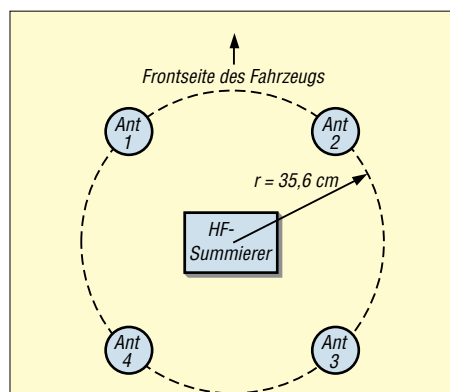 Frontseite des Fahrzeugs
Ant
1
Ant
2
r = 35,6 cm
HF-
Summierer
Ant
4
Ant
3